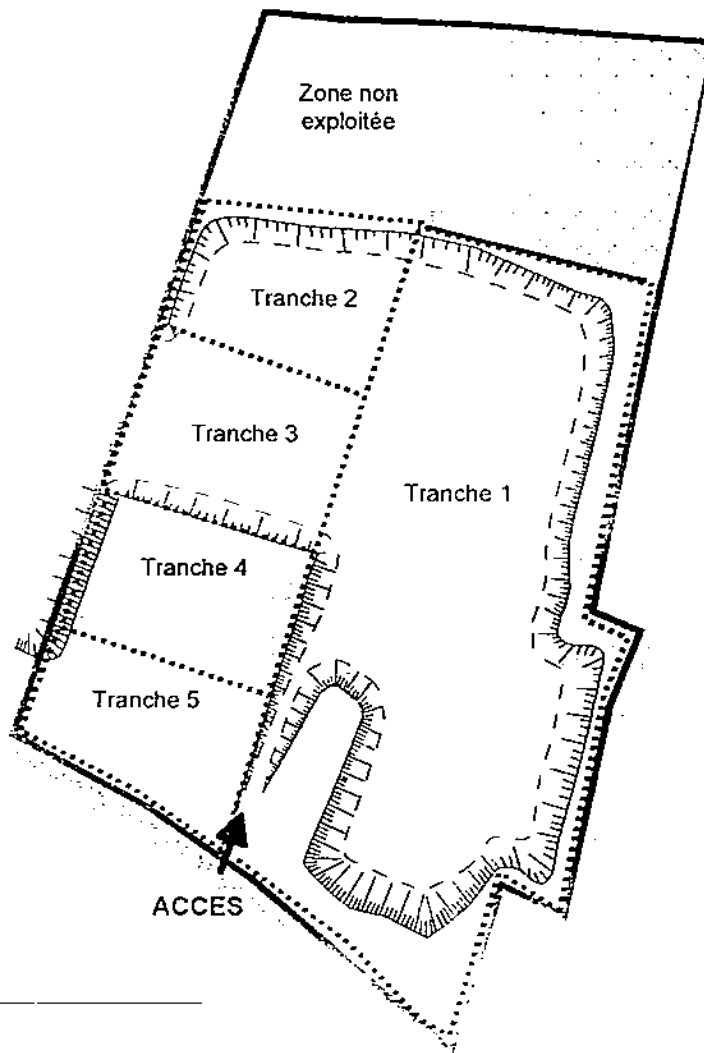 Zone non
exploitée
Tranche 2
Tranche 3
Tranche 1
Tranche 4
Tranche 5
ACCES